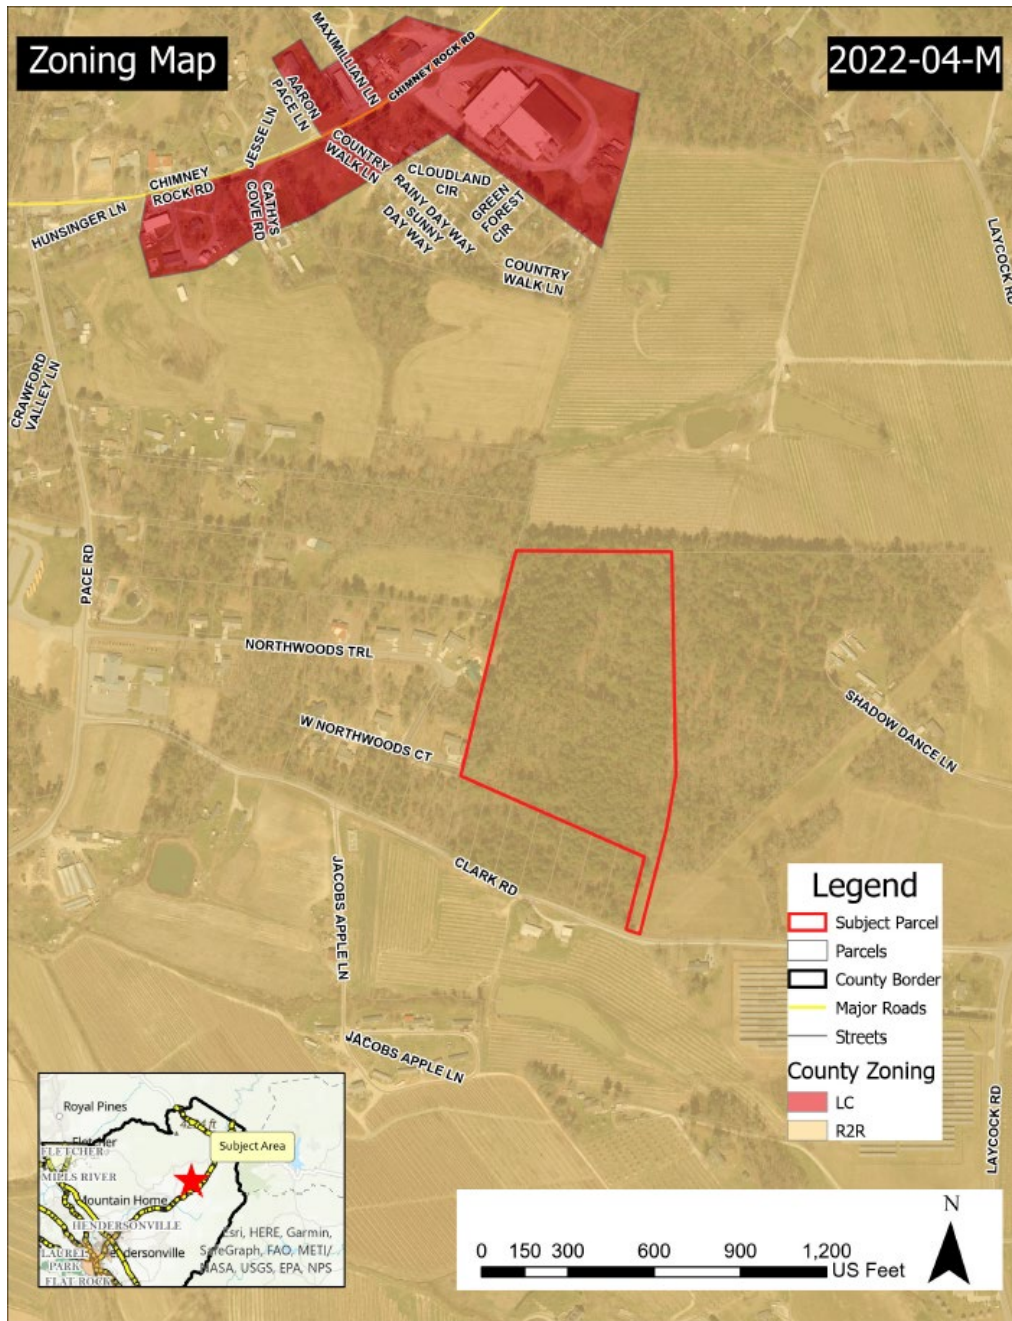 Zoning Map
2022-04-M
MAXIMILLIAN LN
CHIMNEY ROCK RD
AARON
PACE LN
JESSE LN
COUNTRY
WALK LN
CHIMNEY
ROCK RD
CLOUDLAND
CIR
RAINY DAY WAY
GREEN
FOREST
CIR
SUNNY
DAY WAY
CATHYS
COVE RD
HUNSINGER LN
COUNTRY
WALK LN
LAYCOCK RD
CRAWFORD
VALLEY LN
PACE RD
NORTHWOODS TRL
W NORTHWOODS CT
SHADOW DANCE LN
CLARK RD
JACOBS APPLE LN
JACOBS APPLE LN
LAYCOCK RD
Legend
Subject Parcel
Parcels
County Border
Major Roads
Streets
County Zoning
LC
R2R
Royal Pines
Fletcher
FLETCHER
Subject Area
MILLS RIVER
Mountain Home
HENDERSONVILLE
Hendersonville
LAUREL
PARK
FLAT ROCK
Esri, HERE, Garmin,
SafeGraph, FAO, METI/
NASA, USGS, EPA, NPS
N
0 150 300 600 900 1,200
US Feet